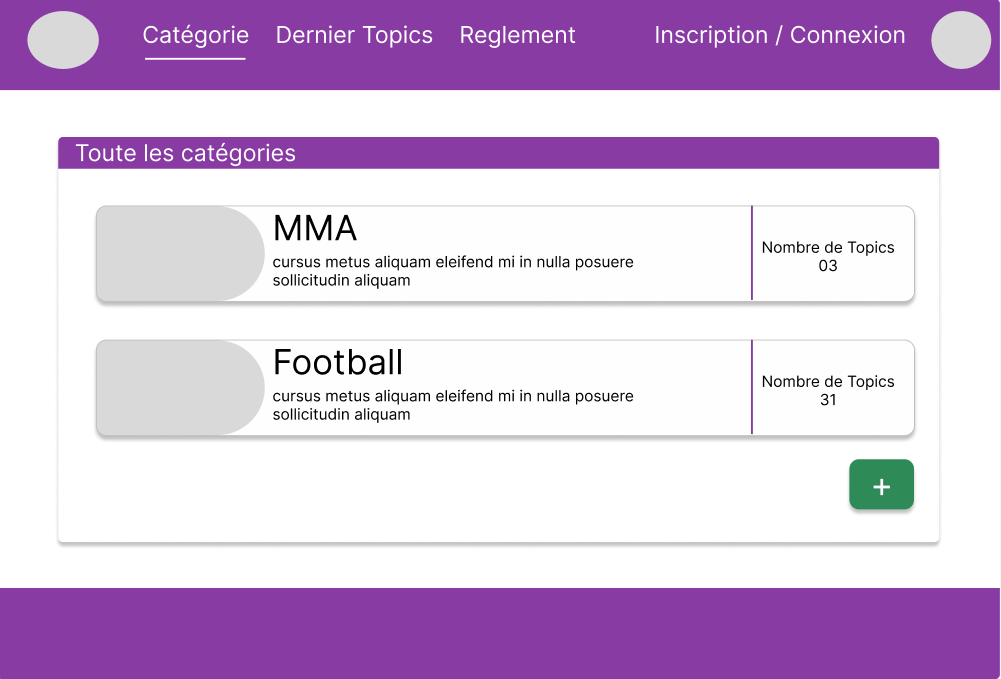 Catégorie Dernier Topics Reglement Inscription / Connexion
Toute les catégories
MMA
cursus metus aliquam eleifend mi in nulla posuere
sollicitudin aliquam
Nombre de Topics
03
Football
cursus metus aliquam eleifend mi in nulla posuere
sollicitudin aliquam
Nombre de Topics
31
+